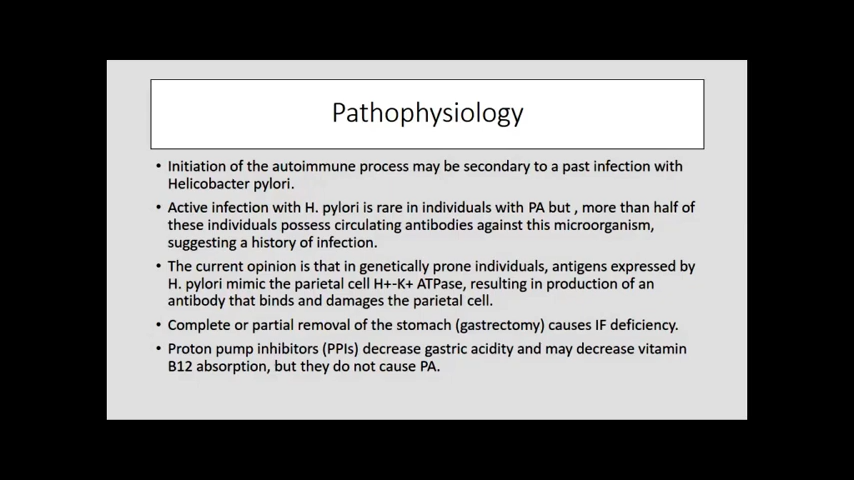 Pathophysiology
• Initiation of the autoimmune process may be secondary to a past infection with
Helicobacter pylori.
• Active infection with H. pylori is rare in individuals with PA but , more than half of
these individuals possess circulating antibodies against this microorganism,
suggesting a history of infection.
• The current opinion is that in genetically prone individuals, antigens expressed by
H. pylori mimic the parietal cell H+-K+ ATPase, resulting in production of an
antibody that binds and damages the parietal cell.
• Complete or partial removal of the stomach (gastrectomy) causes IF deficiency.
• Proton pump inhibitors (PPIs) decrease gastric acidity and may decrease vitamin
B12 absorption, but they do not cause PA.